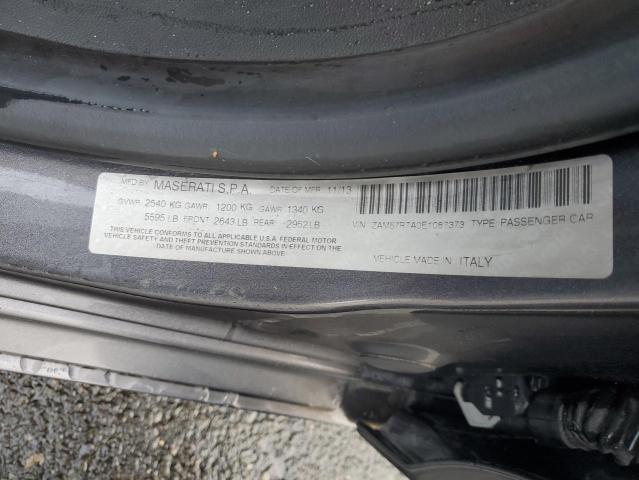 MFD BY MASERATI S.P.A. DATE OF MFR 11/13
GVWR 2540 KG GAWR 1200 KG GAWR 1340 KG
5595 LB FRONT 2643 LB REAR 2952 LB
THIS VEHICLE CONFORMS TO ALL APPLICABLE U.S.A. FEDERAL MOTOR
VEHICLE SAFETY AND THEFT PREVENTION STANDARDS IN EFFECT ON THE
DATE OF MANUFACTURE SHOWN ABOVE
VIN ZAM57RTA0E1087373 TYPE PASSENGER CAR
VEHICLE MADE IN ITALY